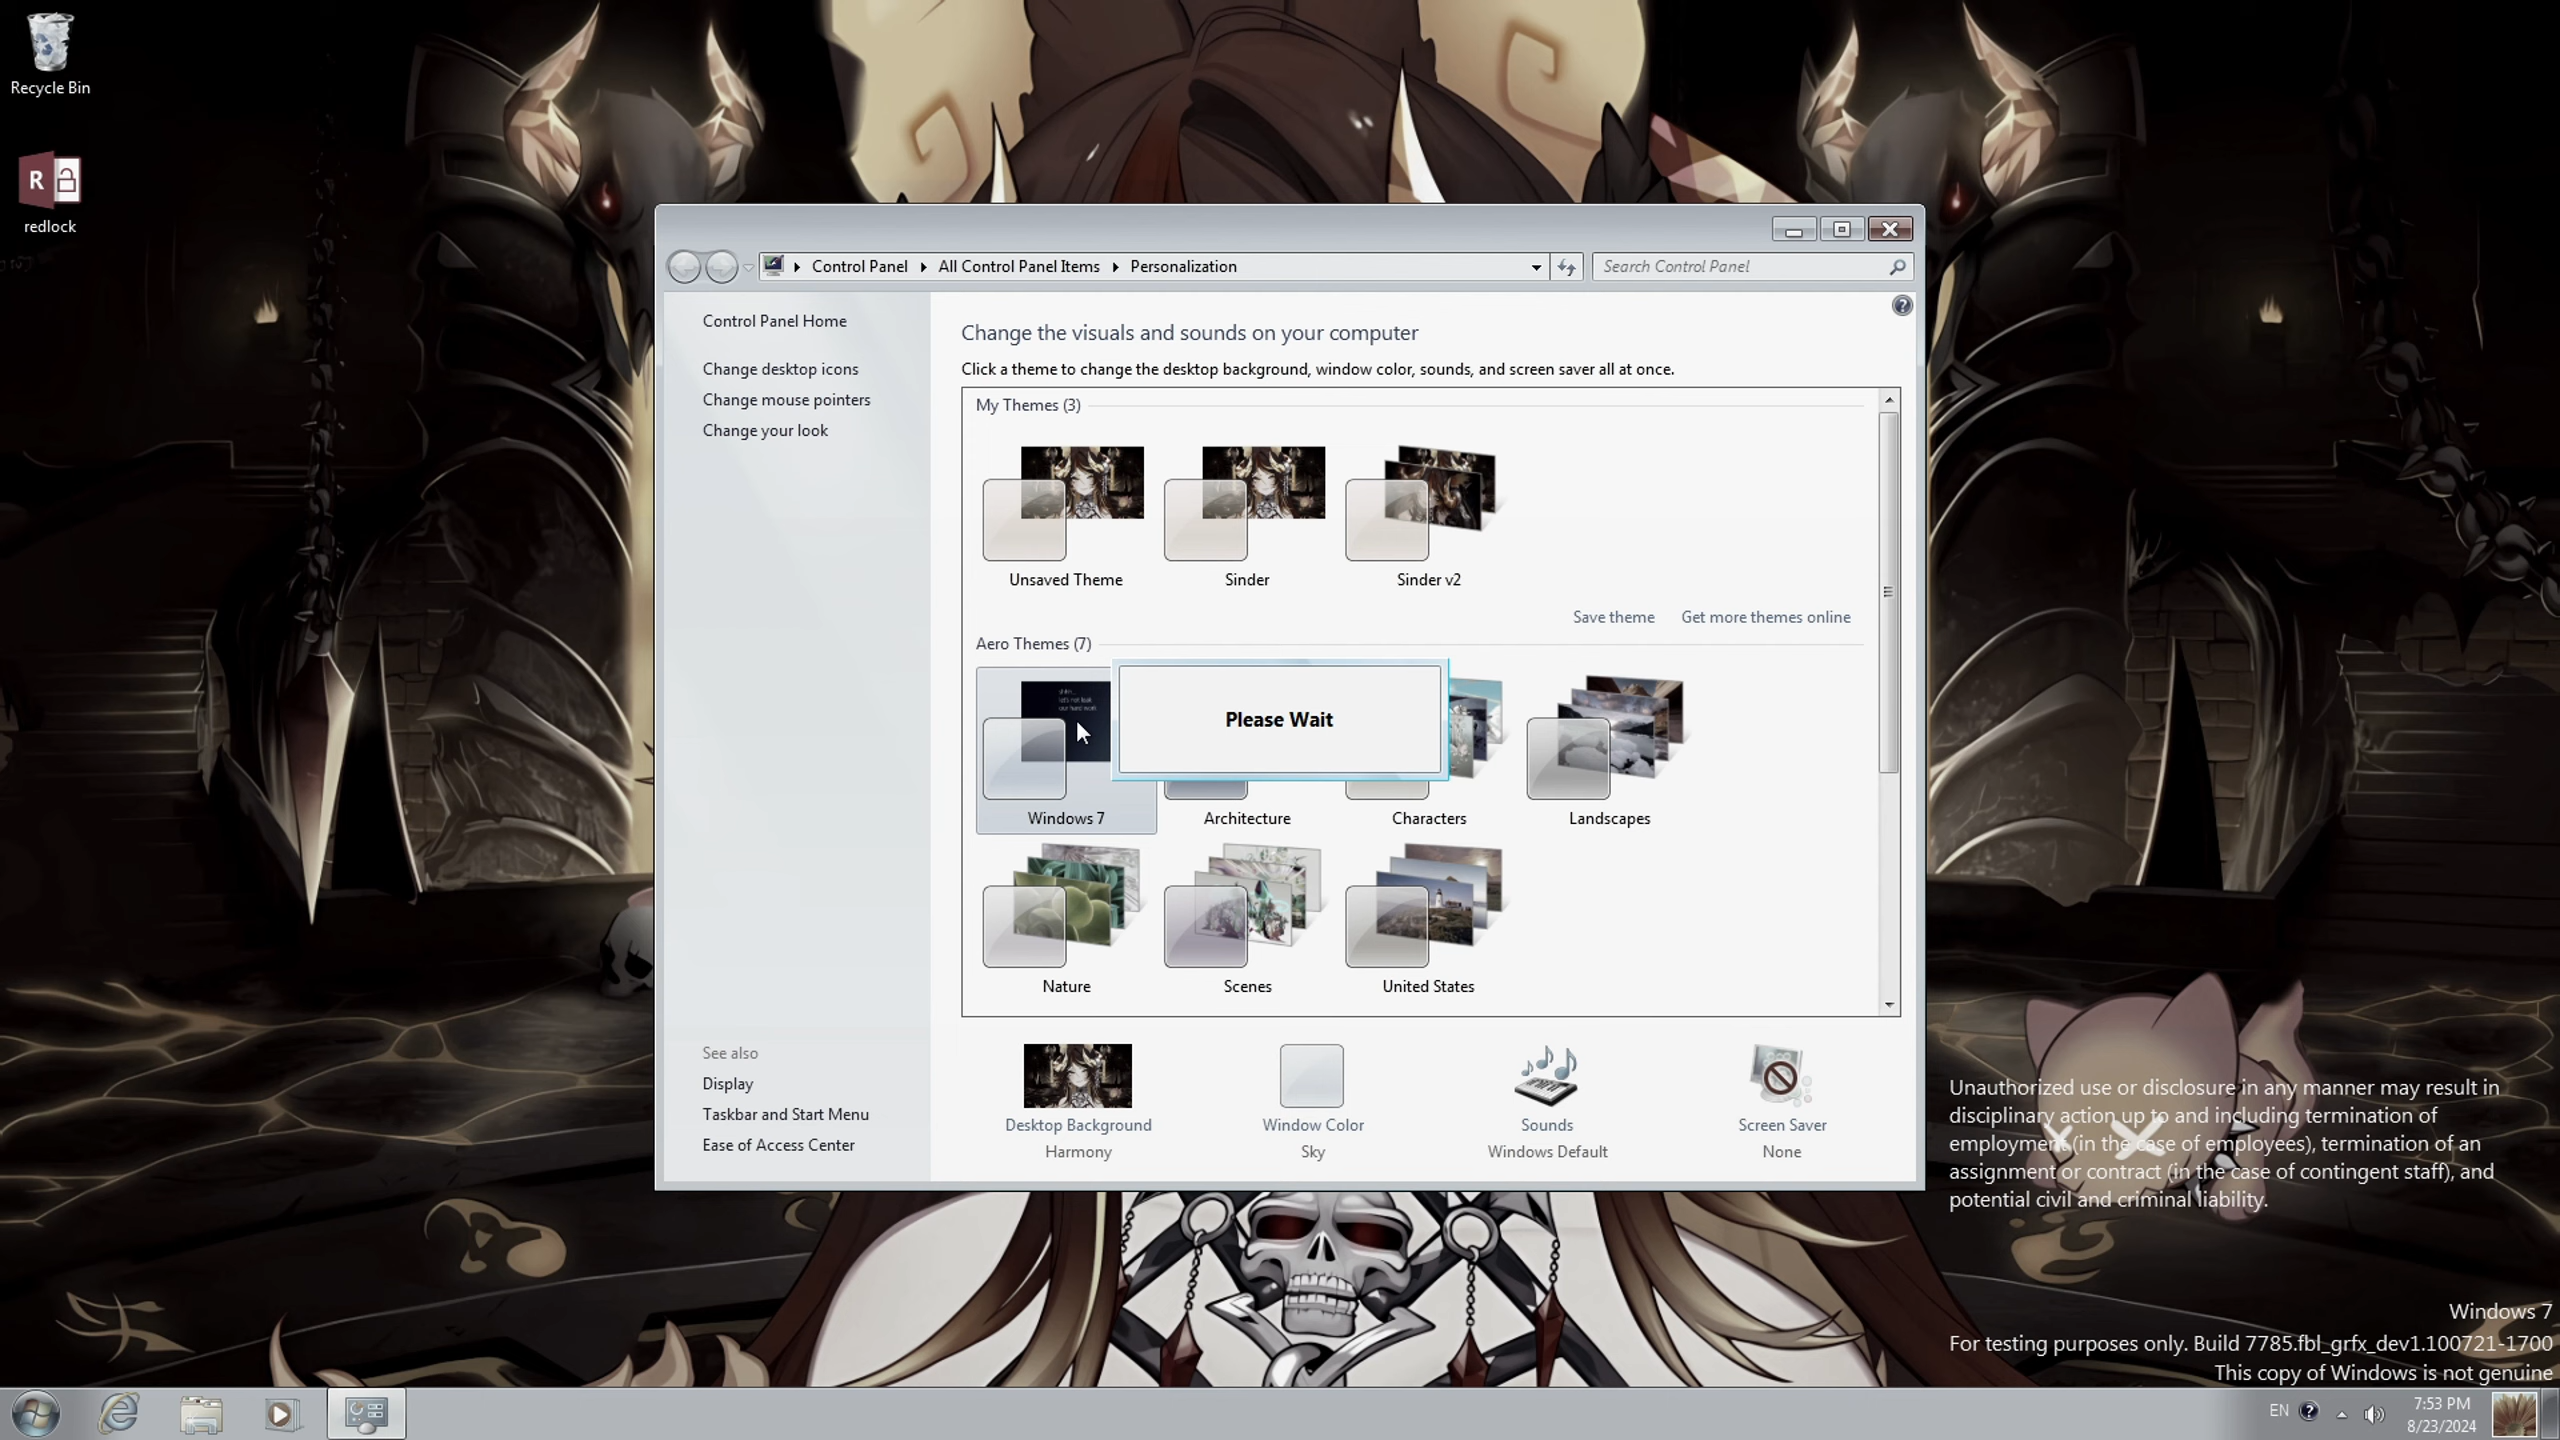 Recycle Bin
R
redlock
Control Panel
All Control Panel Items
Personalization
Search Control Panel
Control Panel Home
Change desktop icons
Change mouse pointers
Change your look
Change the visuals and sounds on your computer
Click a theme to change the desktop background, window color, sounds, and screen saver all at once.
My Themes (3)
Unsaved Theme
Sinder
Sinder v2
Save theme
Get more themes online
Aero Themes (7)
shhh...
let's not leak
our hard work
Please Wait
Windows 7
Architecture
Characters
Landscapes
Nature
Scenes
United States
See also
Display
Taskbar and Start Menu
Ease of Access Center
Desktop Background
Harmony
Window Color
Sky
Sounds
Windows Default
Screen Saver
None
Unauthorized use or disclosure in any manner may result in
disciplinary action up to and including termination of
employment (in the case of employees), termination of an
assignment or contract (in the case of contingent staff), and
potential civil and criminal liability.
Windows 7
For testing purposes only. Build 7785.fbl_grfx_dev1.100721-1700
This copy of Windows is not genuine
EN
7:53 PM
8/23/2024